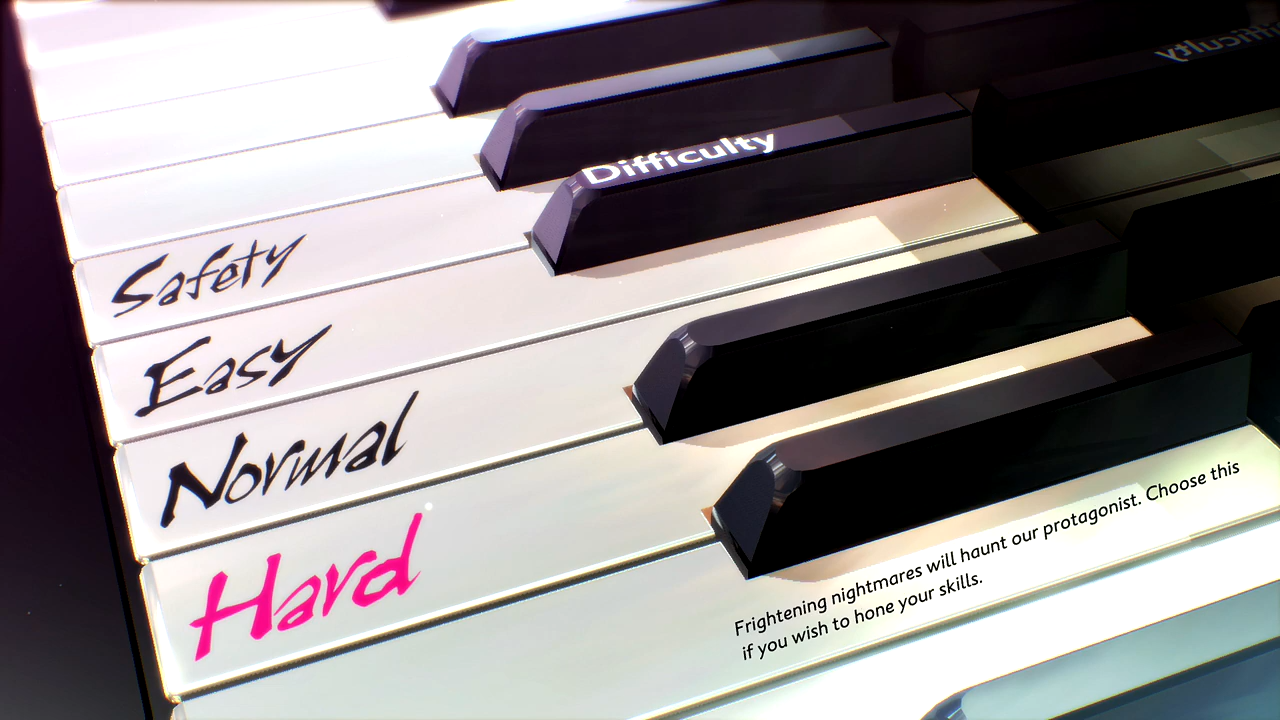 Difficulty
Difficulty
Safety
Easy
Normal
Hard
Frightening nightmares will haunt our protagonist. Choose this
if you wish to hone your skills.